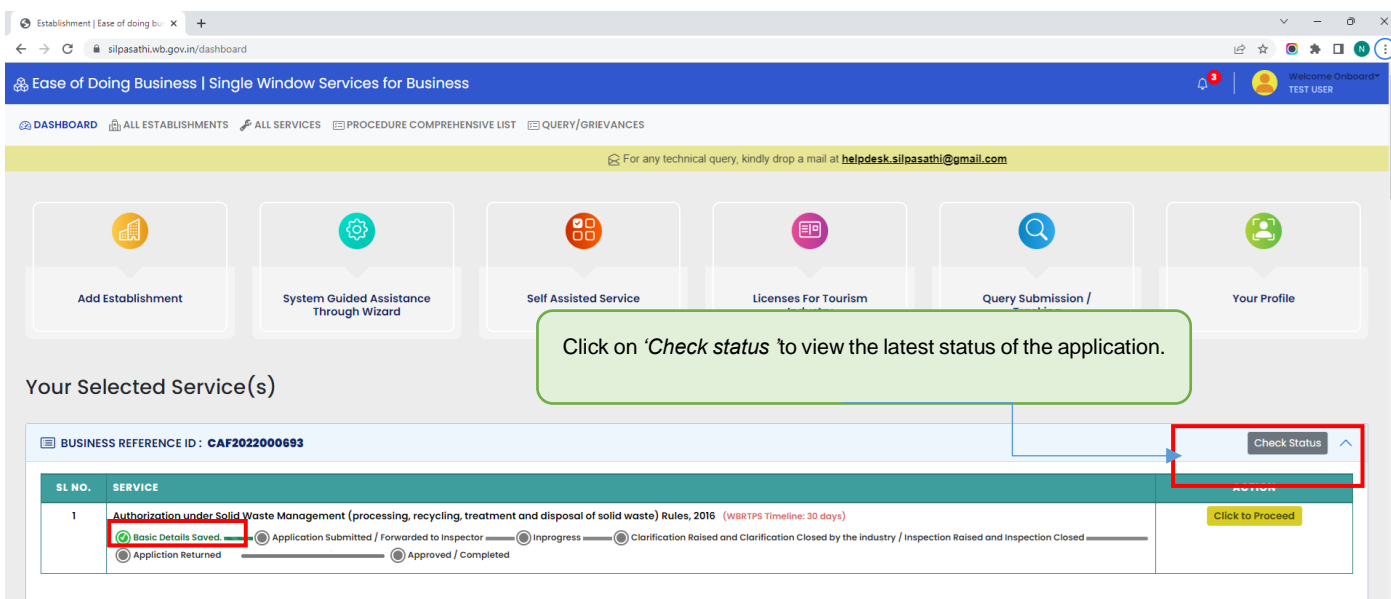 Establishment | Ease of doing bu
silpasathi.wb.gov.in/dashboard
N
Ease of Doing Business | Single Window Services for Business
3
Welcome Onboard
TEST USER
DASHBOARD ALL ESTABLISHMENTS ALL SERVICES PROCEDURE COMPREHENSIVE LIST QUERY/GRIEVANCES
For any technical query, kindly drop a mail at helpdesk.silpasathi@gmail.com
Add Establishment
System Guided Assistance
Through Wizard
Self Assisted Service
Licenses For Tourism
Query Submission /
Your Profile
Click on ‘Check status ’to view the latest status of the application.
Your Selected Service(s)
BUSINESS REFERENCE ID : CAF2022000693
Check Status
SL NO. SERVICE ACTION
1 Authorization under Solid Waste Management (processing, recycling, treatment and disposal of solid waste) Rules, 2016 (WBRTPS Timeline: 30 days) Click to Proceed
Basic Details Saved. Application Submitted / Forwarded to Inspector Inprogress Clarification Raised and Clarification Closed by the industry / Inspection Raised and Inspection Closed
Appliction Returned Approved / Completed